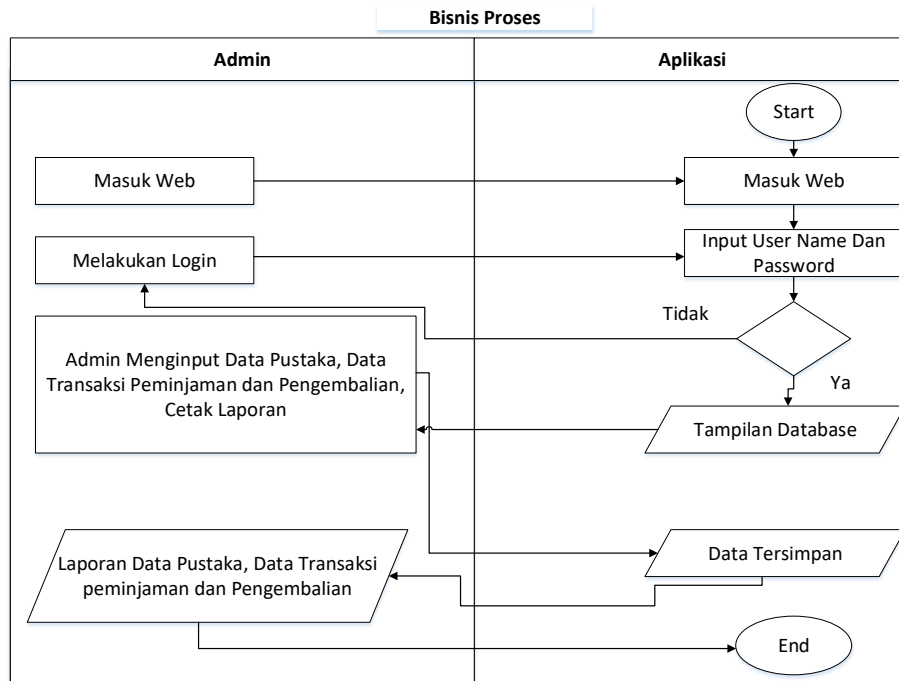 Bisnis Proses
Admin
Aplikasi
Start
Masuk Web
Masuk Web
Melakukan Login
Input User Name Dan
Password
Tidak
Admin Menginput Data Pustaka, Data
Transaksi Peminjaman dan Pengembalian,
Cetak Laporan
Ya
Tampilan Database
Laporan Data Pustaka, Data Transaksi
peminjaman dan Pengembalian
Data Tersimpan
End